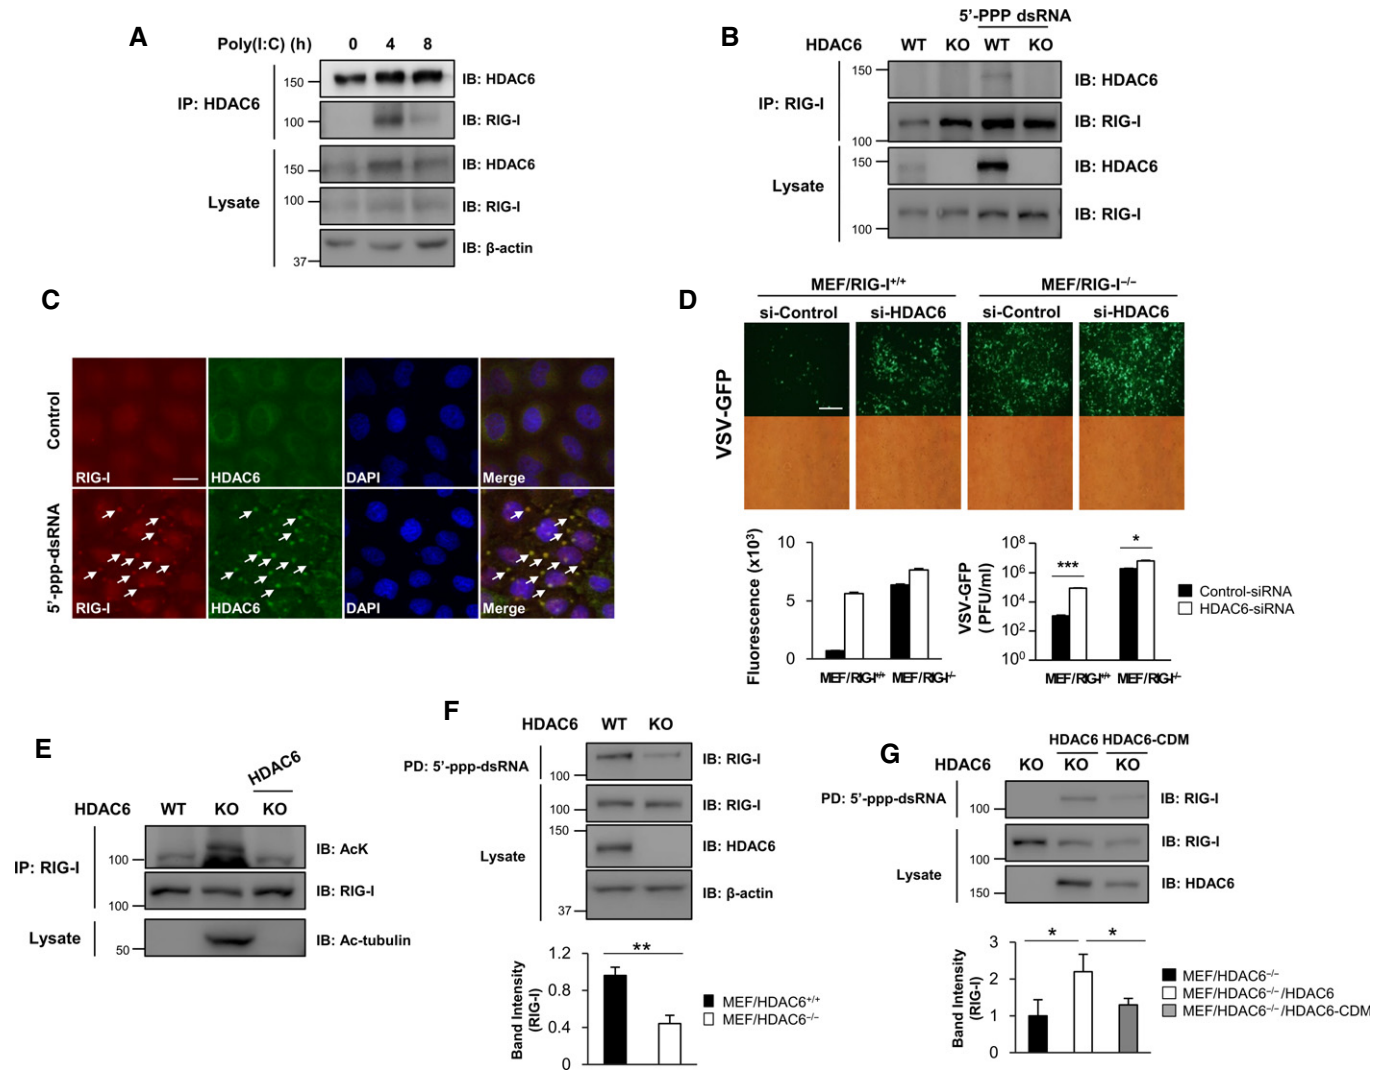 A
Poly(I:C) (h) 0 4 8
IP: HDAC6
150
IB: HDAC6
100
IB: RIG-I
Lysate
150
IB: HDAC6
100
IB: RIG-I
37
IB: β-actin
B
5'-PPP dsRNA
HDAC6 WT KO WT KO
IP: RIG-I
150
IB: HDAC6
IB: RIG-I
100
Lysate
150
IB: HDAC6
IB: RIG-I
100
C
Control
RIG-I HDAC6 DAPI Merge
5'-ppp-dsRNA
RIG-I HDAC6 DAPI Merge
D
MEF/RIG-I+/+ MEF/RIG-I–/–
si-Control si-HDAC6 si-Control si-HDAC6
VSV-GFP
Fluorescence (x10³)
10
5
0
MEF/RIG-I+/+ MEF/RIG-I-/-
VSV-GFP
( PFU/ml)
10⁸
10⁶
10⁴
10²
10⁰
***
*
MEF/RIG-I+/+ MEF/RIG-I-/-
Control-siRNA
HDAC6-siRNA
E
HDAC6
HDAC6 WT KO KO
IP: RIG-I
100
IB: AcK
IB: RIG-I
100
Lysate
50
IB: Ac-tubulin
F
HDAC6 WT KO
PD: 5'-ppp-dsRNA
IB: RIG-I
100
Lysate
100
IB: RIG-I
150
IB: HDAC6
IB: β-actin
37
Band Intensity
(RIG-I)
1.2
0.8
0.4
0
**
MEF/HDAC6+/+
MEF/HDAC6–/–
G
HDAC6 HDAC6-CDM
HDAC6 KO KO KO
PD: 5'-ppp-dsRNA
100
IB: RIG-I
Lysate
IB: RIG-I
100
IB: HDAC6
150
Band Intensity
(RIG-I)
3
2
1
0
* *
MEF/HDAC6–/–
MEF/HDAC6–/–/HDAC6
MEF/HDAC6–/–/HDAC6-CDM